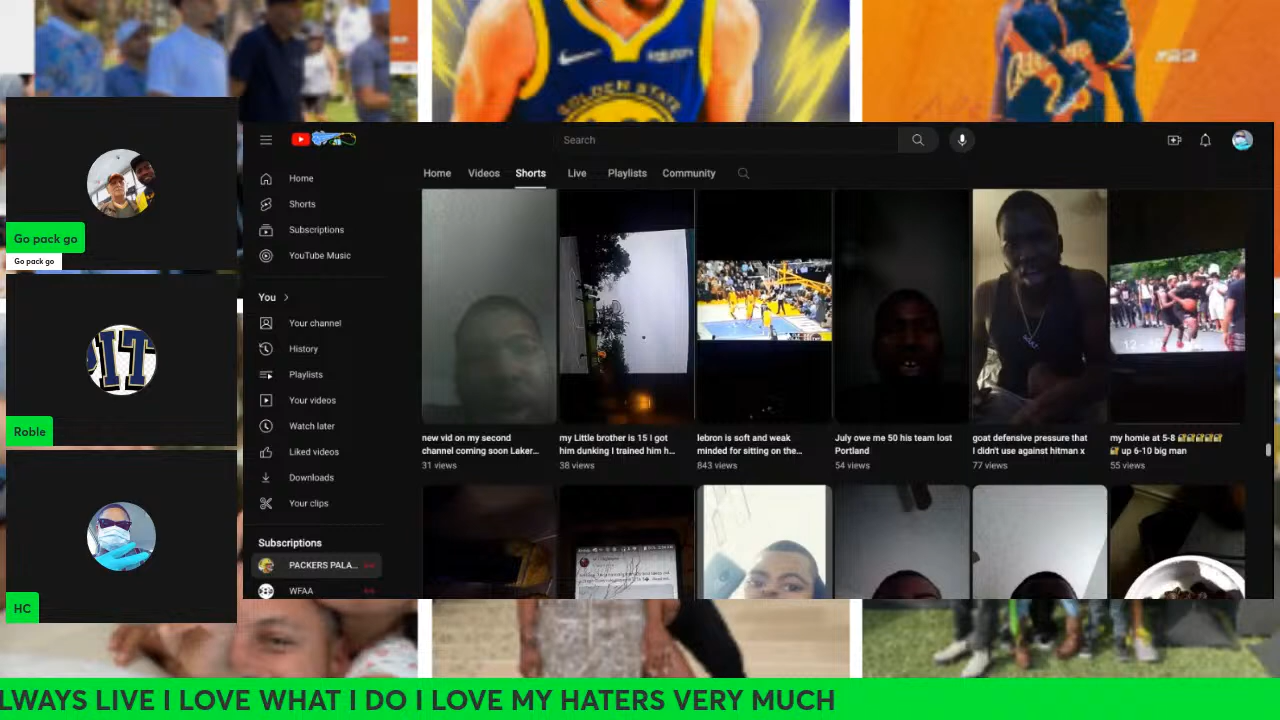 GOLDEN STATE
Search
Home
Videos
Shorts
Live
Playlists
Community
Home
Shorts
Subscriptions
YouTube Music
You
Your channel
History
Playlists
Your videos
Watch later
Liked videos
Downloads
Your clips
Subscriptions
PACKERS PALA...
WFAA
new vid on my second
channel coming soon Laker...
31 views
my Little brother is 15 I got
him dunking I trained him h...
38 views
lebron is soft and weak
minded for sitting on the...
843 views
July owe me 50 his team lost
Portland
54 views
goat defensive pressure that
I didn't use against hitman x
77 views
my homie at 5-8 🔐🔐🔐🔐🔐
🔐 up 6-10 big man
55 views
Go pack go
Go pack go
Roble
HC
LWAYS LIVE I LOVE WHAT I DO I LOVE MY HATERS VERY MUCH